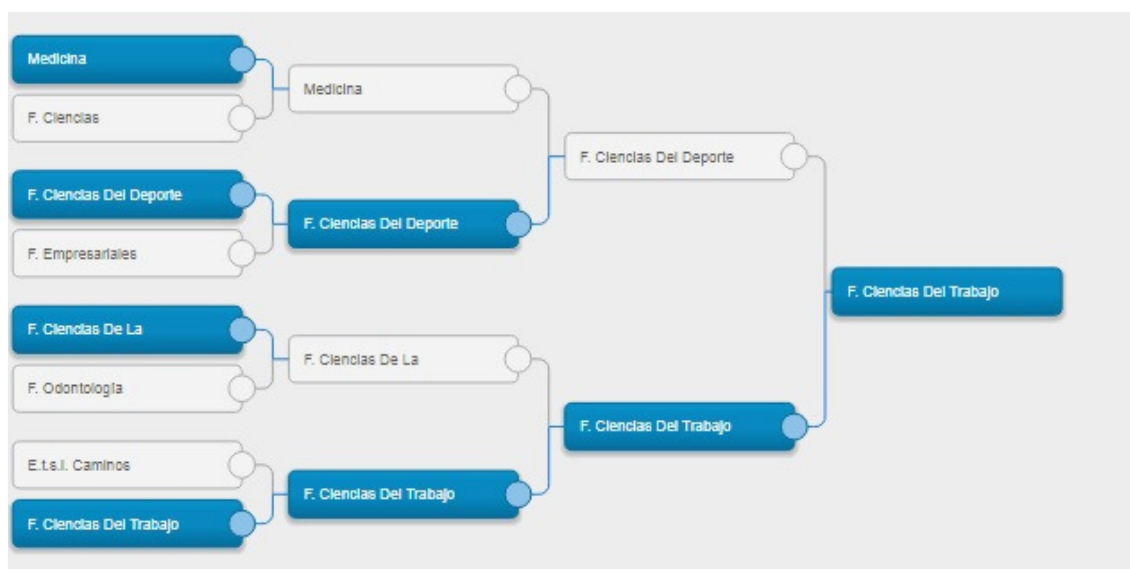 Medicina
F. Ciencias
F. Ciencias Del Deporte
F. Empresariales
F. Ciencias De La
F. Odontología
E.t.s.I. Caminos
F. Ciencias Del Trabajo
Medicina
F. Ciencias Del Deporte
F. Ciencias De La
F. Ciencias Del Trabajo
F. Ciencias Del Deporte
F. Ciencias Del Trabajo
F. Ciencias Del Trabajo